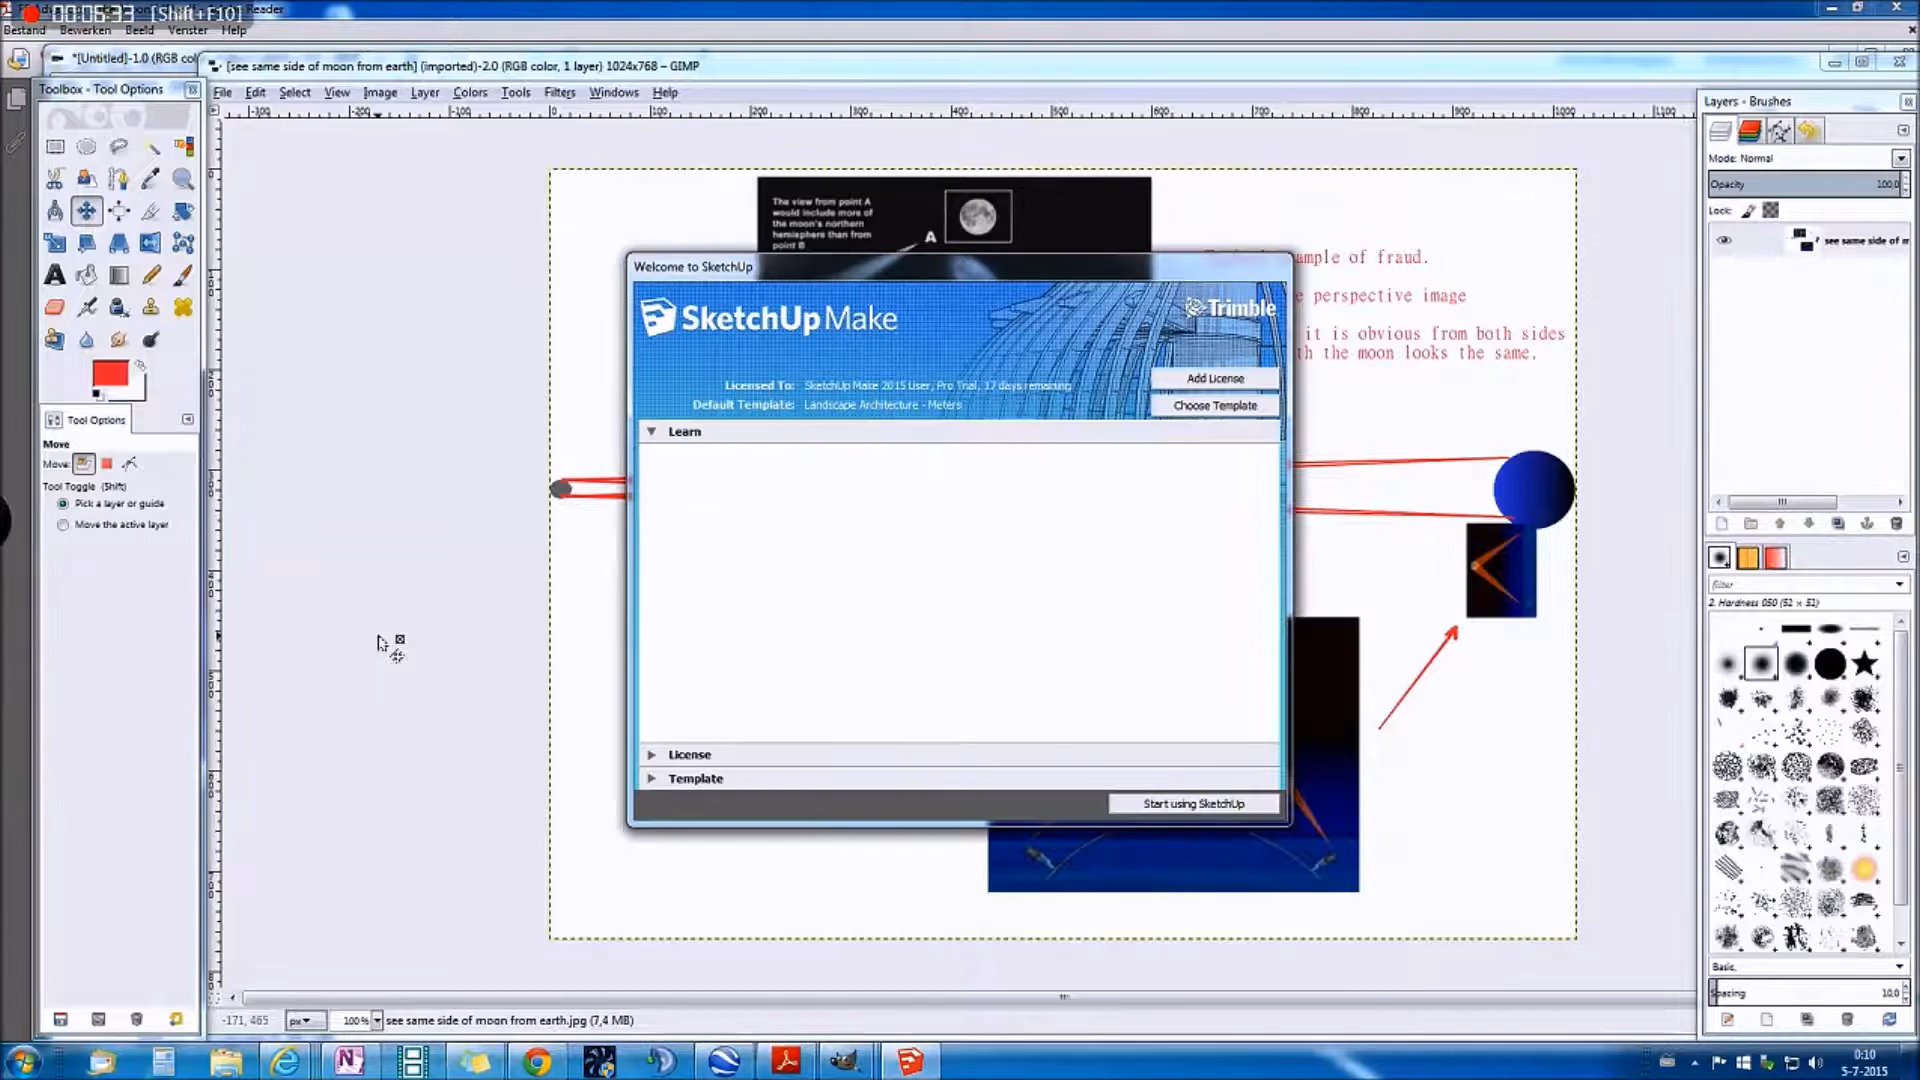 00:06:33 [Shift+F10]
Reader
Bestand Bewerken Beeld Venster Help
*[Untitled]-1.0 (RGB col
[see same side of moon from earth] (imported)-2.0 (RGB color, 1 layer) 1024x768 – GIMP
Toolbox - Tool Options
File Edit Select View Image Layer Colors Tools Filters Windows Help
Layers - Brushes
Mode: Normal
Opacity 100,0
Lock:
see same side of m
The view from point A
would include more of
the moon's northern
hemisphere than from
point B
A
ample of fraud.
e perspective image
it is obvious from both sides
th the moon looks the same.
Welcome to SketchUp
SketchUp Make
Trimble
Licensed To: SketchUp Make 2015 User, Pro Trial, 17 days remaining
Default Template: Landscape Architecture - Meters
Add License
Choose Template
Learn
License
Template
Start using SketchUp
Tool Options
Move
Move:
Tool Toggle (Shift)
Pick a layer or guide
Move the active layer
filter
2. Hardness 050 (51 × 51)
Basic,
Spacing 10,0
-171, 465 px 100% see same side of moon from earth.jpg (7,4 MB)
0:10
5-7-2015